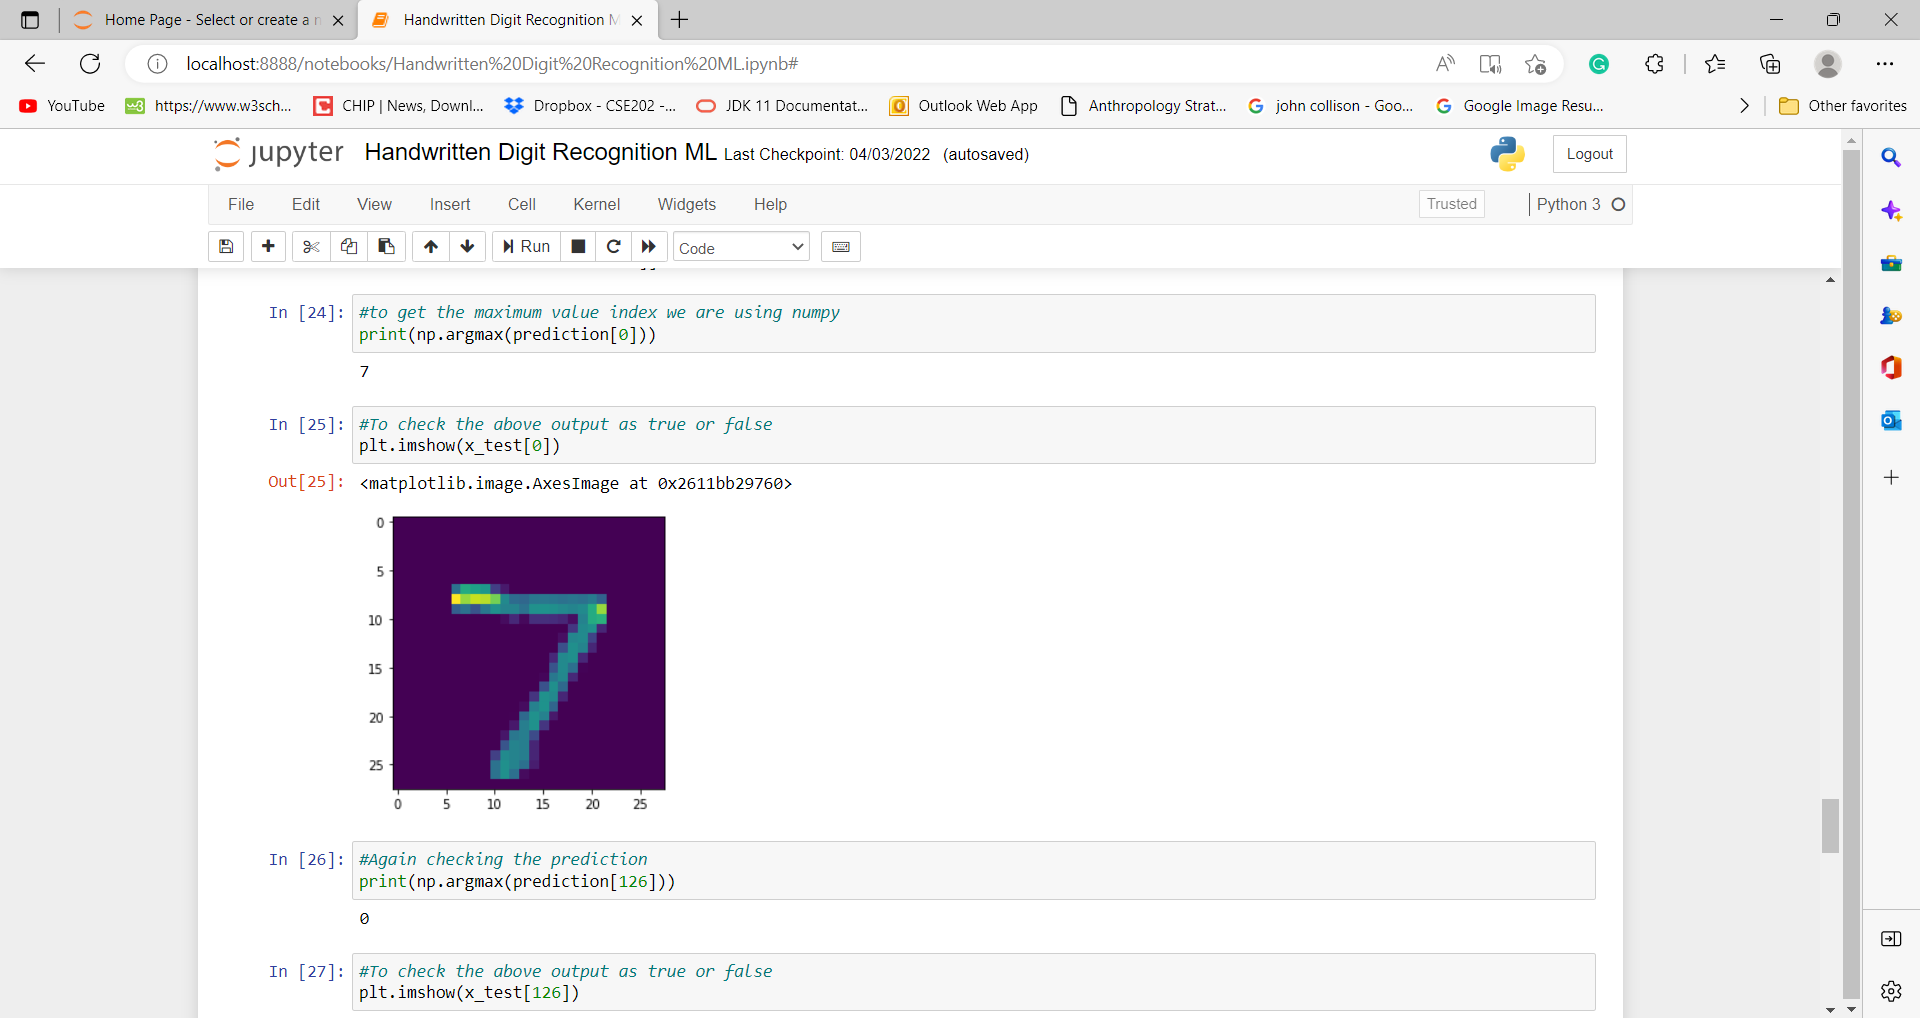 Home Page - Select or create a n
Handwritten Digit Recognition M
localhost:8888/notebooks/Handwritten%20Digit%20Recognition%20ML.ipynb#
YouTube
https://www.w3sch...
CHIP | News, Downl...
Dropbox - CSE202 -...
JDK 11 Documentat...
Outlook Web App
Anthropology Strat...
john collison - Goo...
Google Image Resu...
Other favorites
jupyter Handwritten Digit Recognition ML Last Checkpoint: 04/03/2022 (autosaved)
Logout
File Edit View Insert Cell Kernel Widgets Help
Trusted
Python 3
Run
Code
In [24]: #to get the maximum value index we are using numpy
print(np.argmax(prediction[0]))
7
In [25]: #To check the above output as true or false
plt.imshow(x_test[0])
Out[25]: <matplotlib.image.AxesImage at 0x2611bb29760>
0
5
10
15
20
25
0 5 10 15 20 25
7
In [26]: #Again checking the prediction
print(np.argmax(prediction[126]))
0
In [27]: #To check the above output as true or false
plt.imshow(x_test[126])